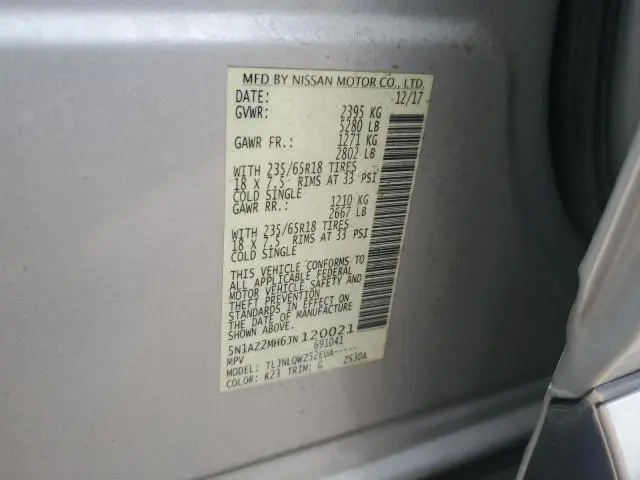 MFD BY NISSAN MOTOR CO., LTD.
DATE: 12/17
GVWR: 2395 KG
5280 LB
GAWR FR.: 1271 KG
2802 LB
WITH 235/65R18 TIRES
18 X 7.5 RIMS AT 33 PSI
COLD SINGLE
GAWR RR.: 1210 KG
2667 LB
WITH 235/65R18 TIRES
18 X 7.5 RIMS AT 33 PSI
COLD SINGLE
THIS VEHICLE CONFORMS TO
ALL APPLICABLE FEDERAL
MOTOR VEHICLE SAFETY AND
THEFT PREVENTION
STANDARDS IN EFFECT ON
THE DATE OF MANUFACTURE
SHOWN ABOVE.
5N1AZ2MH6JN120021
MPV 691041
MODEL: TLJNLQWZ52EUA-----
COLOR: K23 TRIM: G Z530A